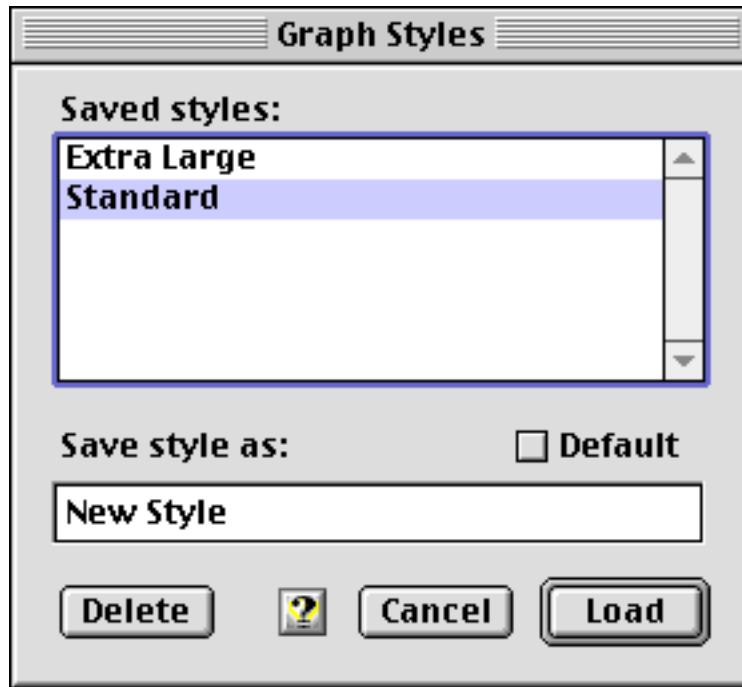 Graph Styles
Saved styles:
Extra Large
Standard
Save style as:
Default
New Style
Delete
?
Cancel
Load